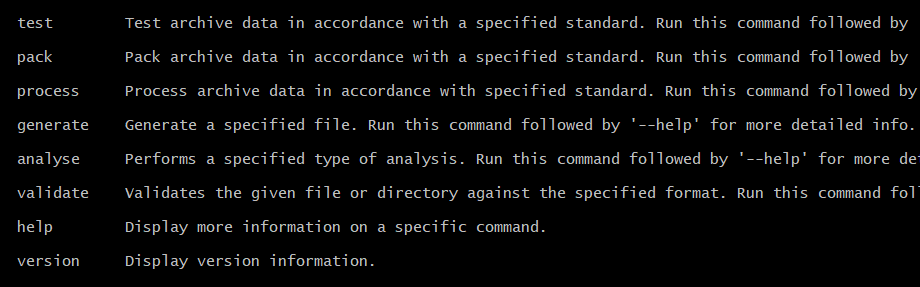 test Test archive data in accordance with a specified standard. Run this command followed by
pack Pack archive data in accordance with a specified standard. Run this command followed by
process Process archive data in accordance with specified standard. Run this command followed by
generate Generate a specified file. Run this command followed by '--help' for more detailed info.
analyse Performs a specified type of analysis. Run this command followed by '--help' for more
validate Validates the given file or directory against the specified format. Run this command
help Display more information on a specific command.
version Display version information.